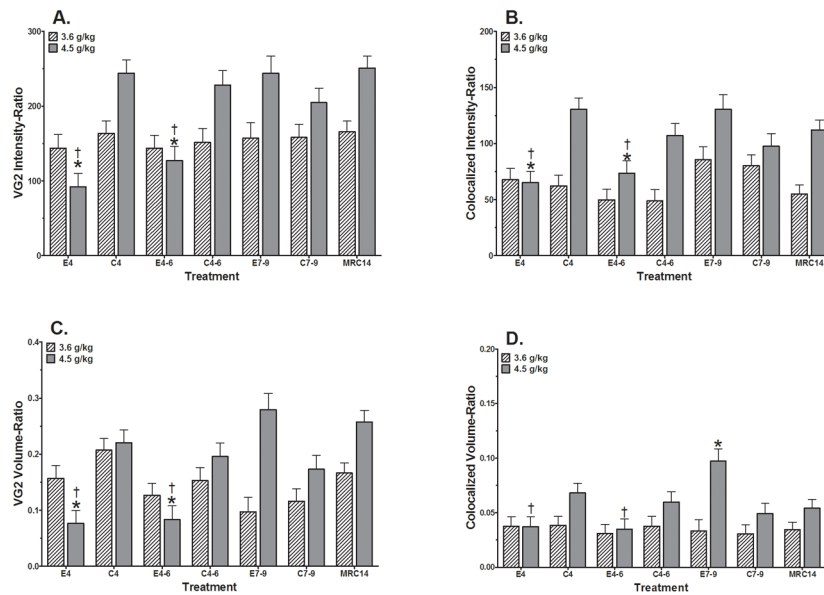 A.
3.6 g/kg
4.5 g/kg
VG2 Intensity-Ratio
300
200
100
0
†
*
†
*
E4 C4 E4-6 C4-6 E7-9 C7-9 MRC14
Treatment
B.
3.6 g/kg
4.5 g/kg
Colocalized Intensity-Ratio
200
150
100
50
0
†
*
†
*
E4 C4 E4-6 C4-6 E7-9 C7-9 MRC14
Treatment
C.
3.6 g/kg
4.5 g/kg
VG2 Volume-Ratio
0.4
0.3
0.2
0.1
0.0
†
*
†
*
E4 C4 E4-6 C4-6 E7-9 C7-9 MRC14
Treatment
D.
3.6 g/kg
4.5 g/kg
Colocalized Volume-Ratio
0.20
0.15
0.10
0.05
0.00
†
†
*
E4 C4 E4-6 C4-6 E7-9 C7-9 MRC14
Treatment